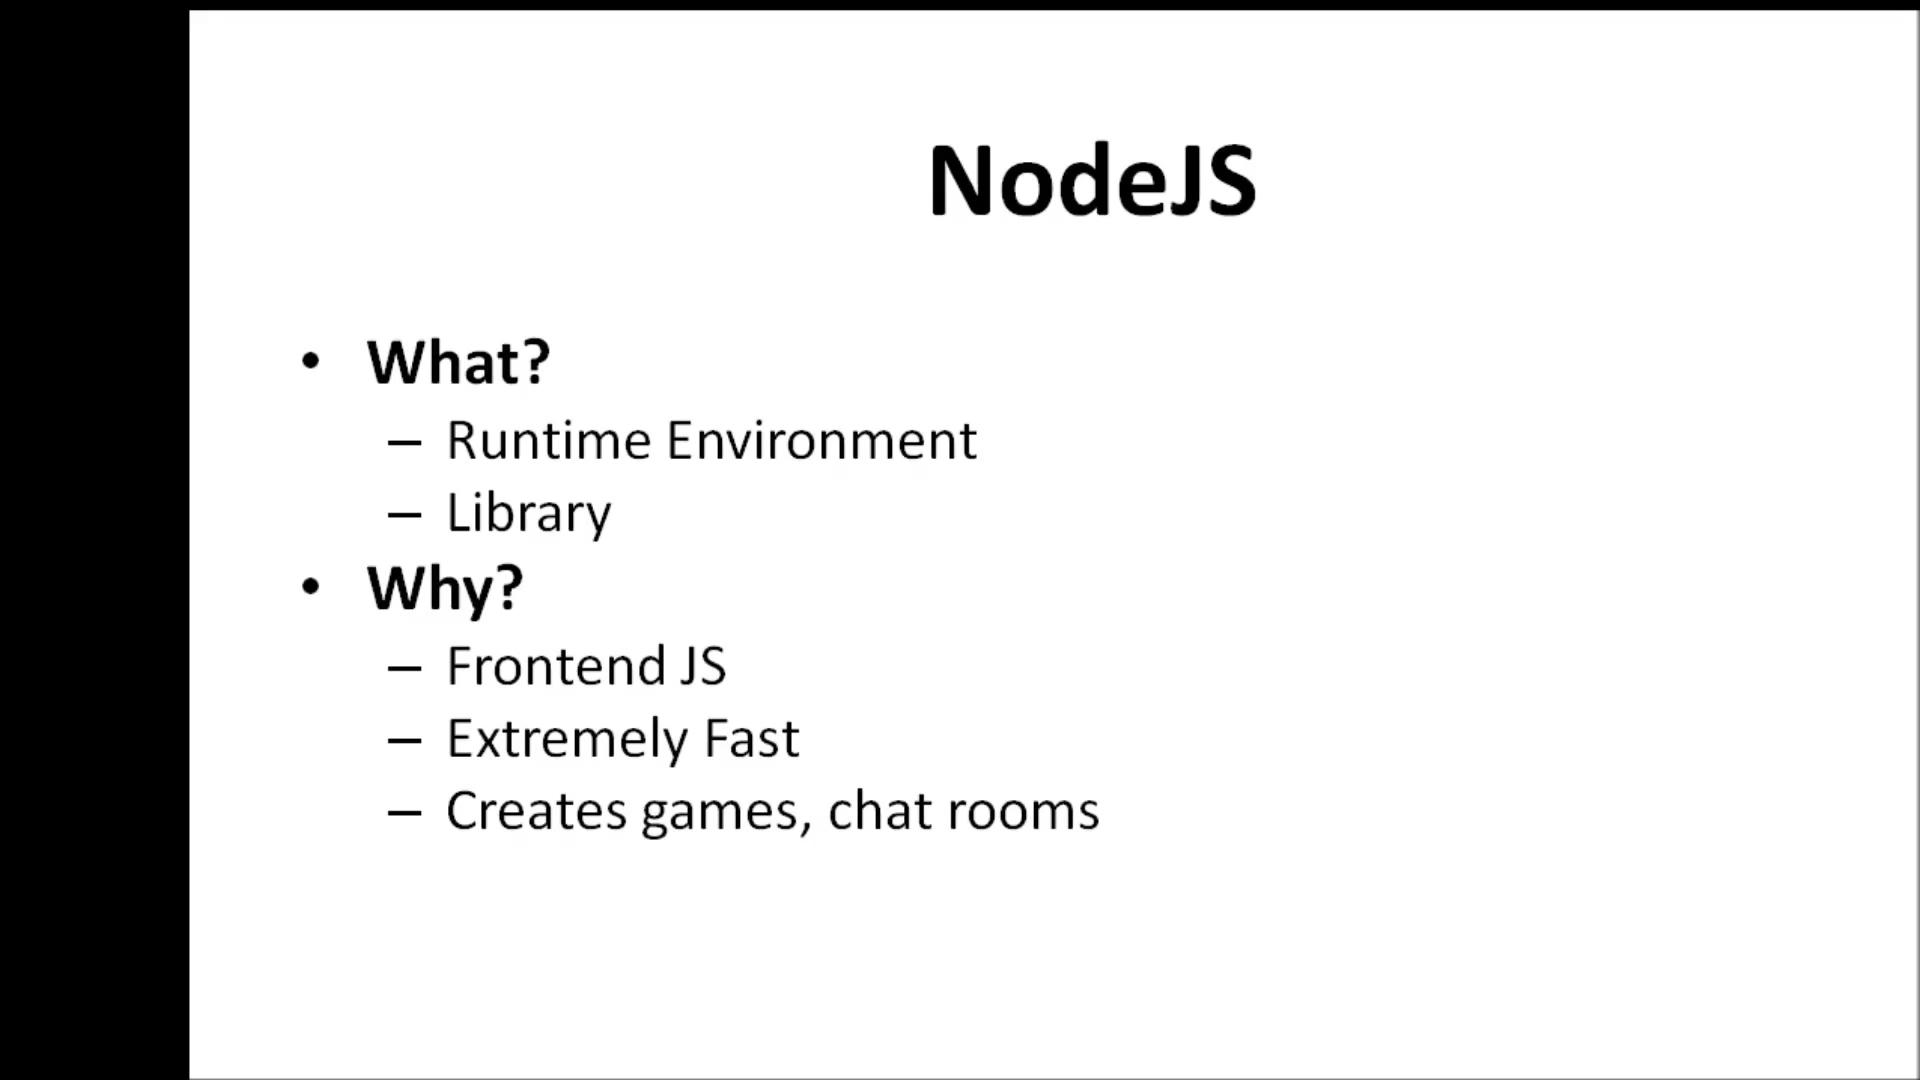 NodeJS
• What?
– Runtime Environment
– Library
• Why?
– Frontend JS
– Extremely Fast
– Creates games, chat rooms